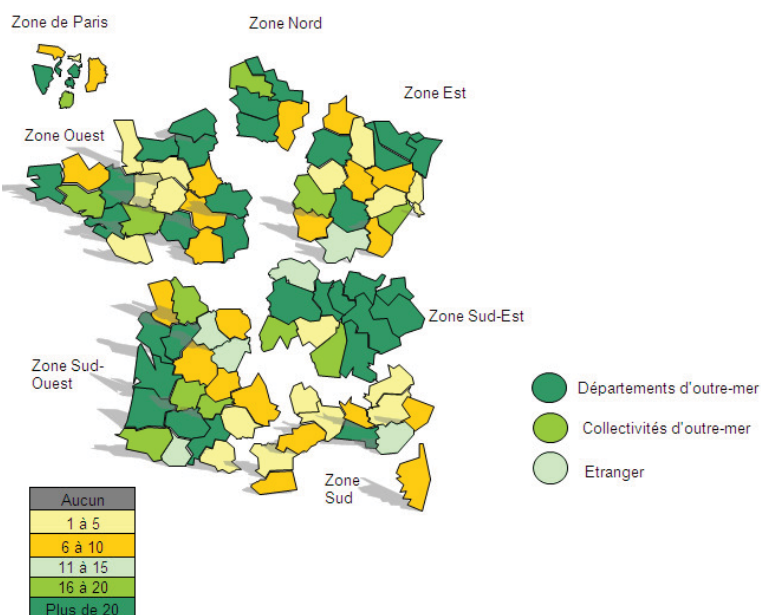 Zone de Paris
Zone Nord
Zone Est
Zone Ouest
Zone Sud-Est
Zone Sud-
Ouest
Zone
Sud
Départements d'outre-mer
Collectivités d'outre-mer
Etranger
Aucun
1 à 5
6 à 10
11 à 15
16 à 20
Plus de 20